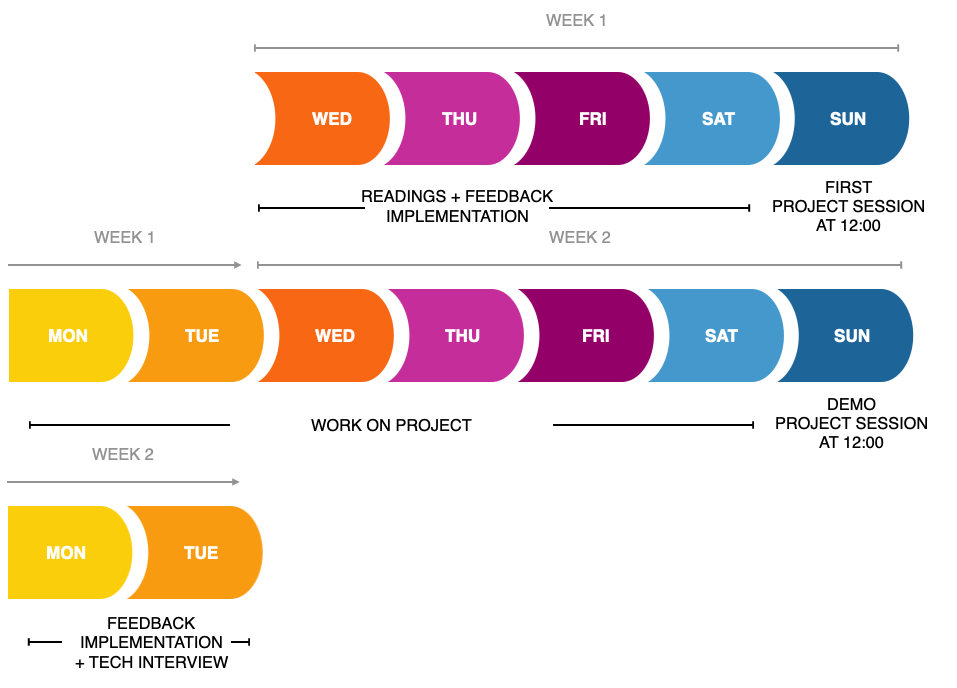 WEEK 1
WED THU FRI SAT SUN
READINGS + FEEDBACK
IMPLEMENTATION
FIRST
PROJECT SESSION
AT 12:00
WEEK 1
WEEK 2
MON TUE WED THU FRI SAT SUN
WORK ON PROJECT
DEMO
PROJECT SESSION
AT 12:00
WEEK 2
MON TUE
FEEDBACK
IMPLEMENTATION
+ TECH INTERVIEW